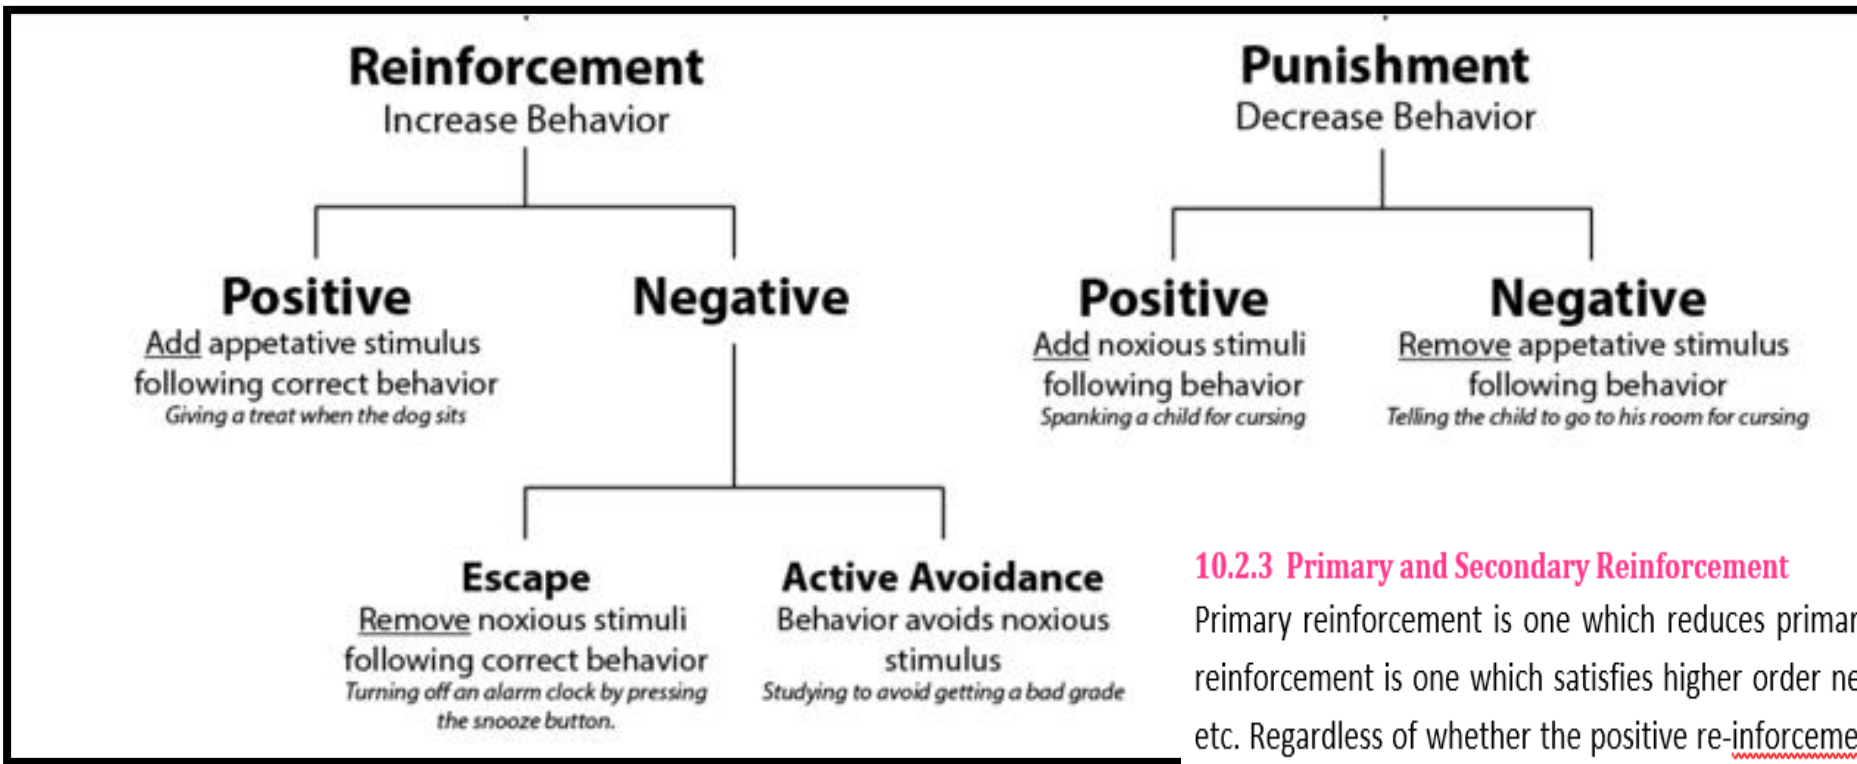 Reinforcement
Increase Behavior
Positive
Add appetative stimulus
following correct behavior
Giving a treat when the dog sits
Negative
Escape
Remove noxious stimuli
following correct behavior
Turning off an alarm clock by pressing
the snooze button.
Active Avoidance
Behavior avoids noxious
stimulus
Studying to avoid getting a bad grade
Punishment
Decrease Behavior
Positive
Add noxious stimuli
following behavior
Spanking a child for cursing
Negative
Remove appetative stimulus
following behavior
Telling the child to go to his room for cursing
10.2.3 Primary and Secondary Reinforcement
Primary reinforcement is one which reduces
reinforcement is one which satisfies higher order
etc. Regardless of whether the positive